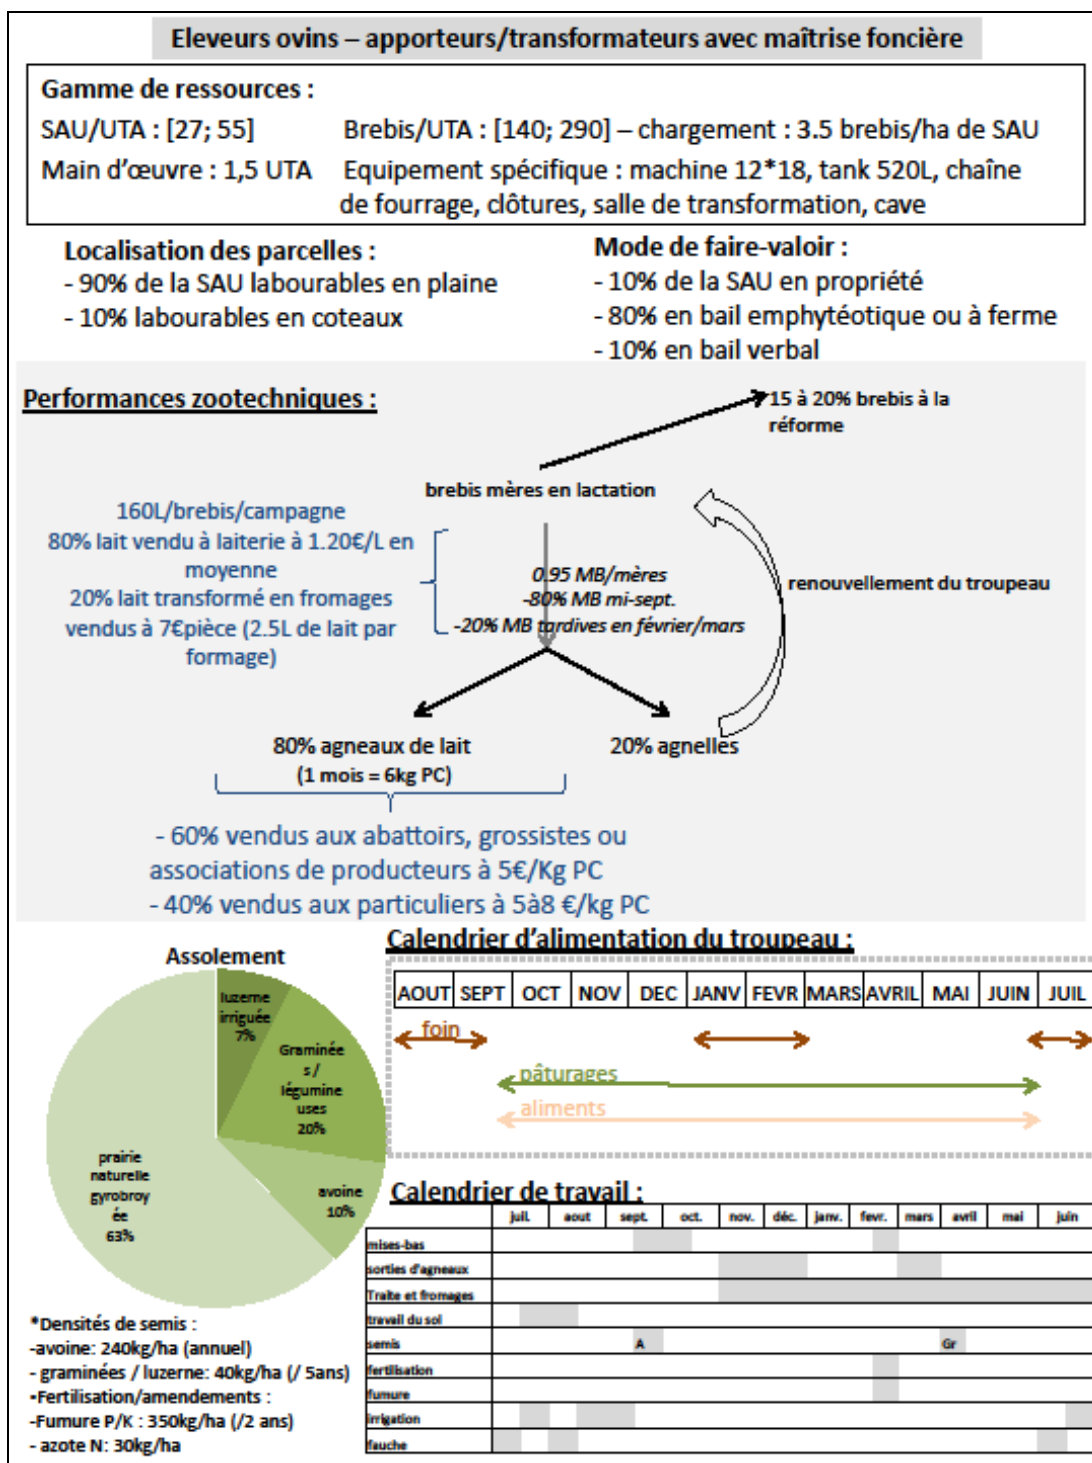 Eleveurs ovins – apporteurs/transformateurs avec maîtrise foncière
Gamme de ressources :
SAU/UTA : [27; 55] Brebis/UTA : [140; 290] – chargement : 3.5 brebis/ha de SAU
Main d'œuvre : 1,5 UTA Equipement spécifique : machine 12*18, tank 520L, chaîne
de fourrage, clôtures, salle de transformation, cave
Localisation des parcelles :
- 90% de la SAU labourables en plaine
- 10% labourables en coteaux
Mode de faire-valoir :
- 10% de la SAU en propriété
- 80% en bail emphytéotique ou à ferme
- 10% en bail verbal
Performances zootechniques :
15 à 20% brebis à la
réforme
brebis mères en lactation
160L/brebis/campagne
80% lait vendu à laiterie à 1.20€/L en
moyenne
20% lait transformé en fromages
vendus à 7€pièce (2.5L de lait par
formage)
0.95 MB/mères
-80% MB mi-sept.
-20% MB tardives en février/mars
renouvellement du troupeau
80% agneaux de lait
(1 mois = 6kg PC)
20% agnelles
- 60% vendus aux abattoirs, grossistes ou
associations de producteurs à 5€/Kg PC
- 40% vendus aux particuliers à 5à8 €/kg PC
Assolement
luzerne
irriguée
7%
Graminée
s /
légumine
uses
20%
avoine
10%
prairie
naturelle
gyrobroy
ée
63%
*Densités de semis :
-avoine: 240kg/ha (annuel)
- graminées / luzerne: 40kg/ha (/ 5ans)
•Fertilisation/amendements :
-Fumure P/K : 350kg/ha (/2 ans)
- azote N: 30kg/ha
Calendrier d'alimentation du troupeau :
AOUT SEPT OCT NOV DEC JANV FEVR MARS AVRIL MAI JUIN JUIL
foin
pâturages
aliments
Calendrier de travail :
juil. aout sept. oct. nov. déc. janv. fevr. mars avril mai juin
mises-bas
sorties d'agneaux
Traite et fromages
travail du sol
semis A Gr
fertilisation
fumure
irrigation
fauche